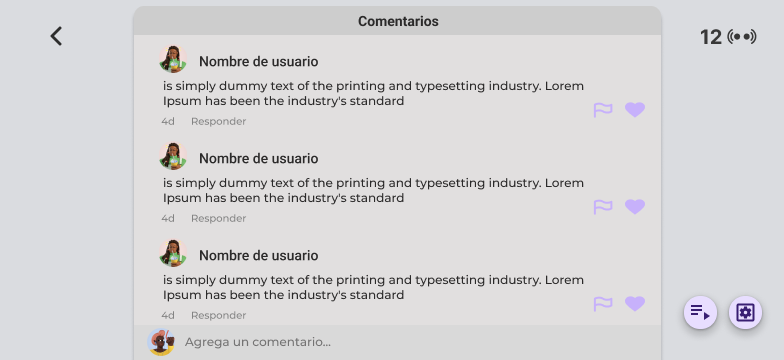 Comentarios
12
Nombre de usuario
is simply dummy text of the printing and typesetting industry. Lorem
Ipsum has been the industry's standard
4d Responder
Nombre de usuario
is simply dummy text of the printing and typesetting industry. Lorem
Ipsum has been the industry's standard
4d Responder
Nombre de usuario
is simply dummy text of the printing and typesetting industry. Lorem
Ipsum has been the industry's standard
4d Responder
Agrega un comentario...